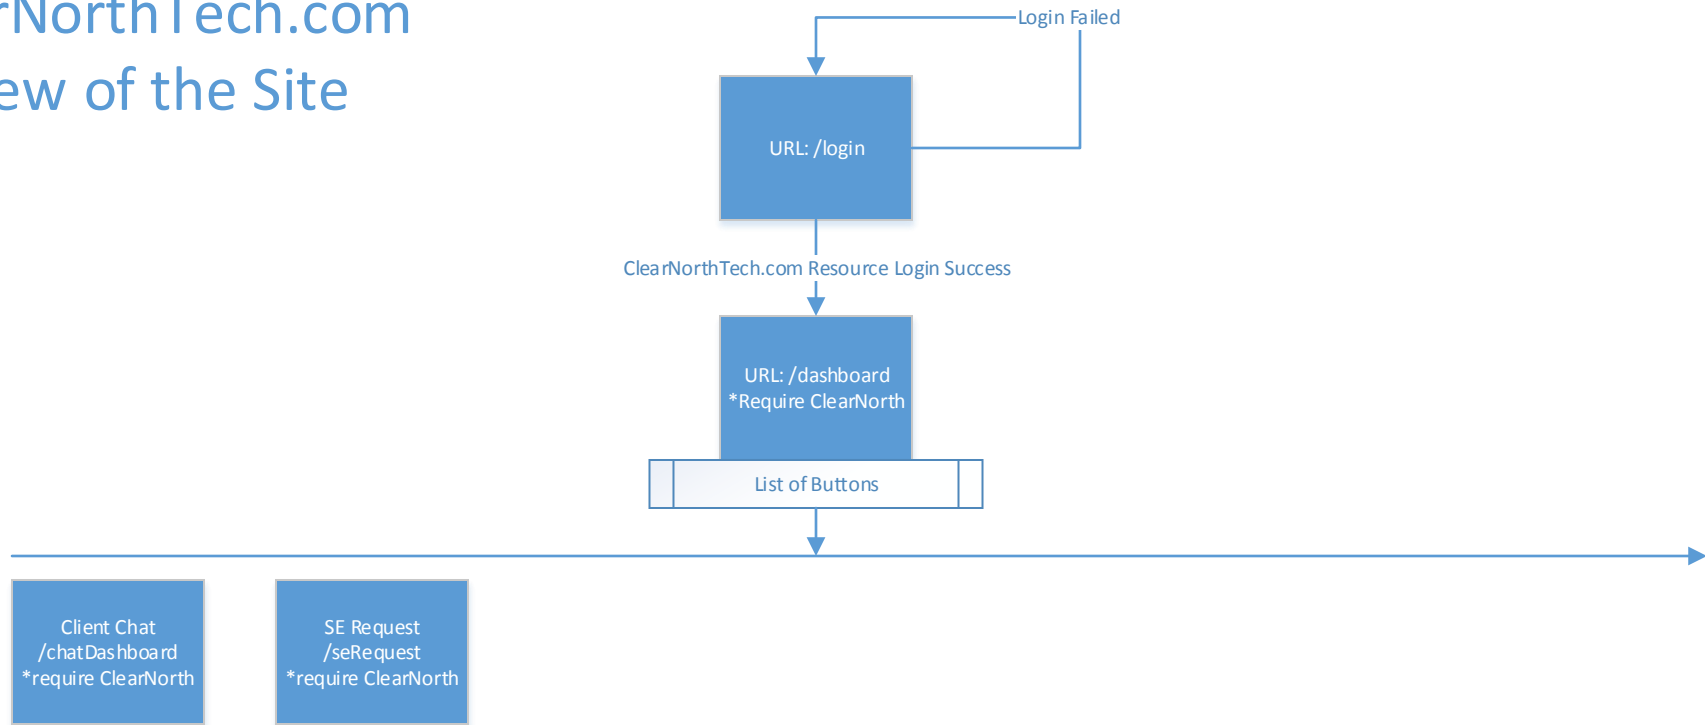 rNorthTech.com
ew of the Site
Login Failed
URL: /login
ClearNorthTech.com Resource Login Success
URL: /dashboard
*Require ClearNorth
List of Buttons
Client Chat
/chatDashboard
*require ClearNorth
SE Request
/seRequest
*require ClearNorth